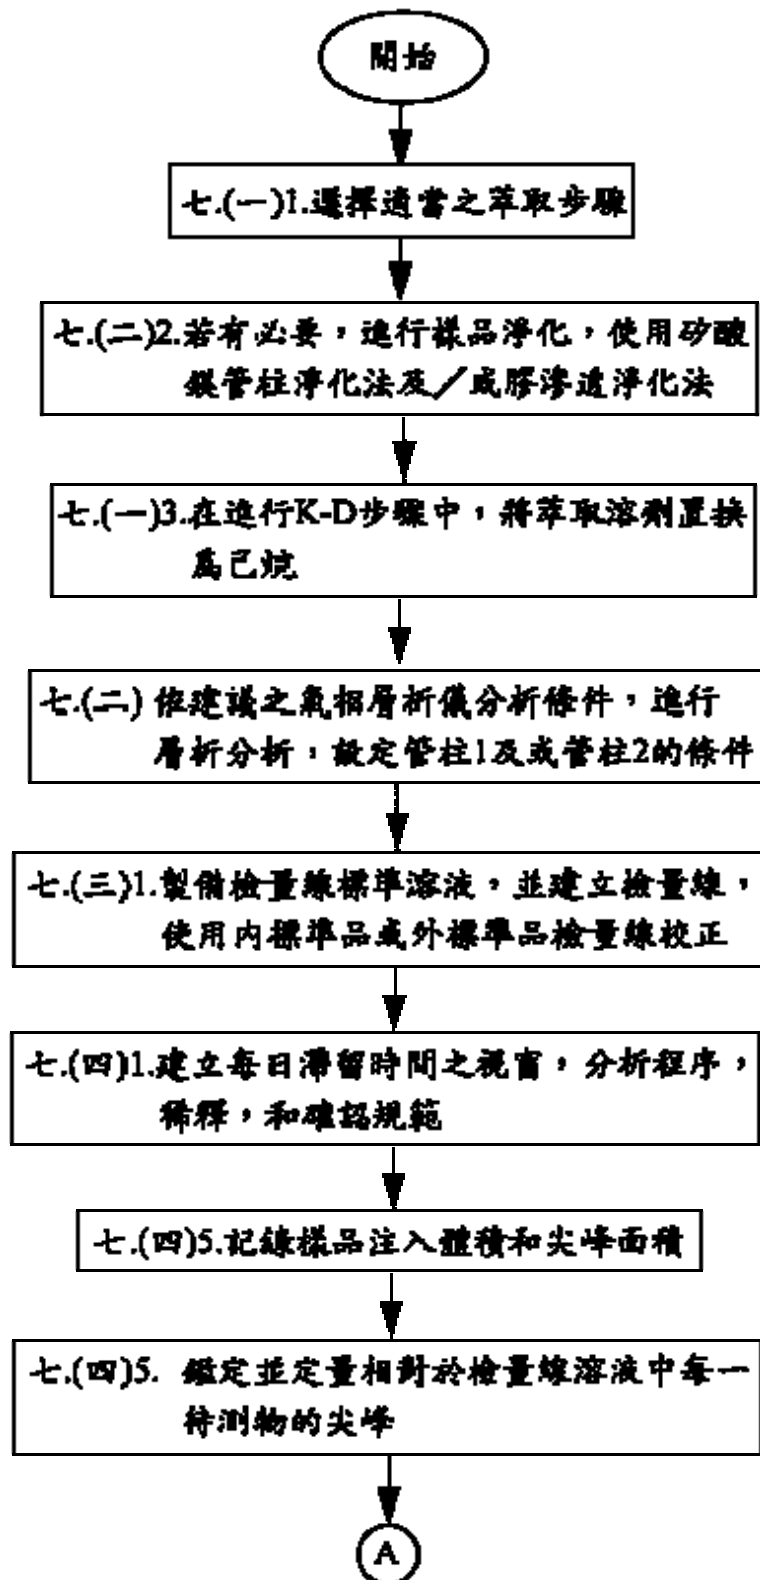 開始
七.(一)1.選擇適當之萃取步驟
七.(二)2.若有必要，進行樣品淨化，使用矽酸
鎂管柱淨化法及／或膠滲透淨化法
七.(一)3.在進行K-D步驟中，將萃取溶劑置換
為己烷
七.(二) 依建議之氣相層析儀分析條件，進行
層析分析，設定管柱1及或管柱2的條件
七.(三)1.製備檢量線標準溶液，並建立檢量線，
使用內標準品或外標準品檢量線校正
七.(四)1.建立每日滯留時間之視窗，分析程序，
稀釋，和確認規範
七.(四)5.記錄樣品注入體積和尖峰面積
七.(四)5. 鑑定並定量相對於檢量線溶液中每一
待測物的尖峰
A